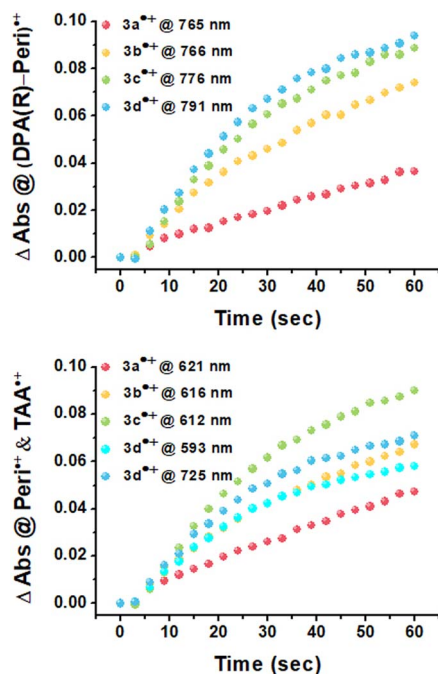 Δ Abs @ (DPA(R)–Peri)•+
3a•+ @ 765 nm
3b•+ @ 766 nm
3c•+ @ 776 nm
3d•+ @ 791 nm
0.10
0.08
0.06
0.04
0.02
0.00
0 10 20 30 40 50 60
Time (sec)
Δ Abs @ Peri•+ & TAA•+
3a•+ @ 621 nm
3b•+ @ 616 nm
3c•+ @ 612 nm
3d•+ @ 593 nm
3d•+ @ 725 nm
0.10
0.08
0.06
0.04
0.02
0.00
0 10 20 30 40 50 60
Time (sec)